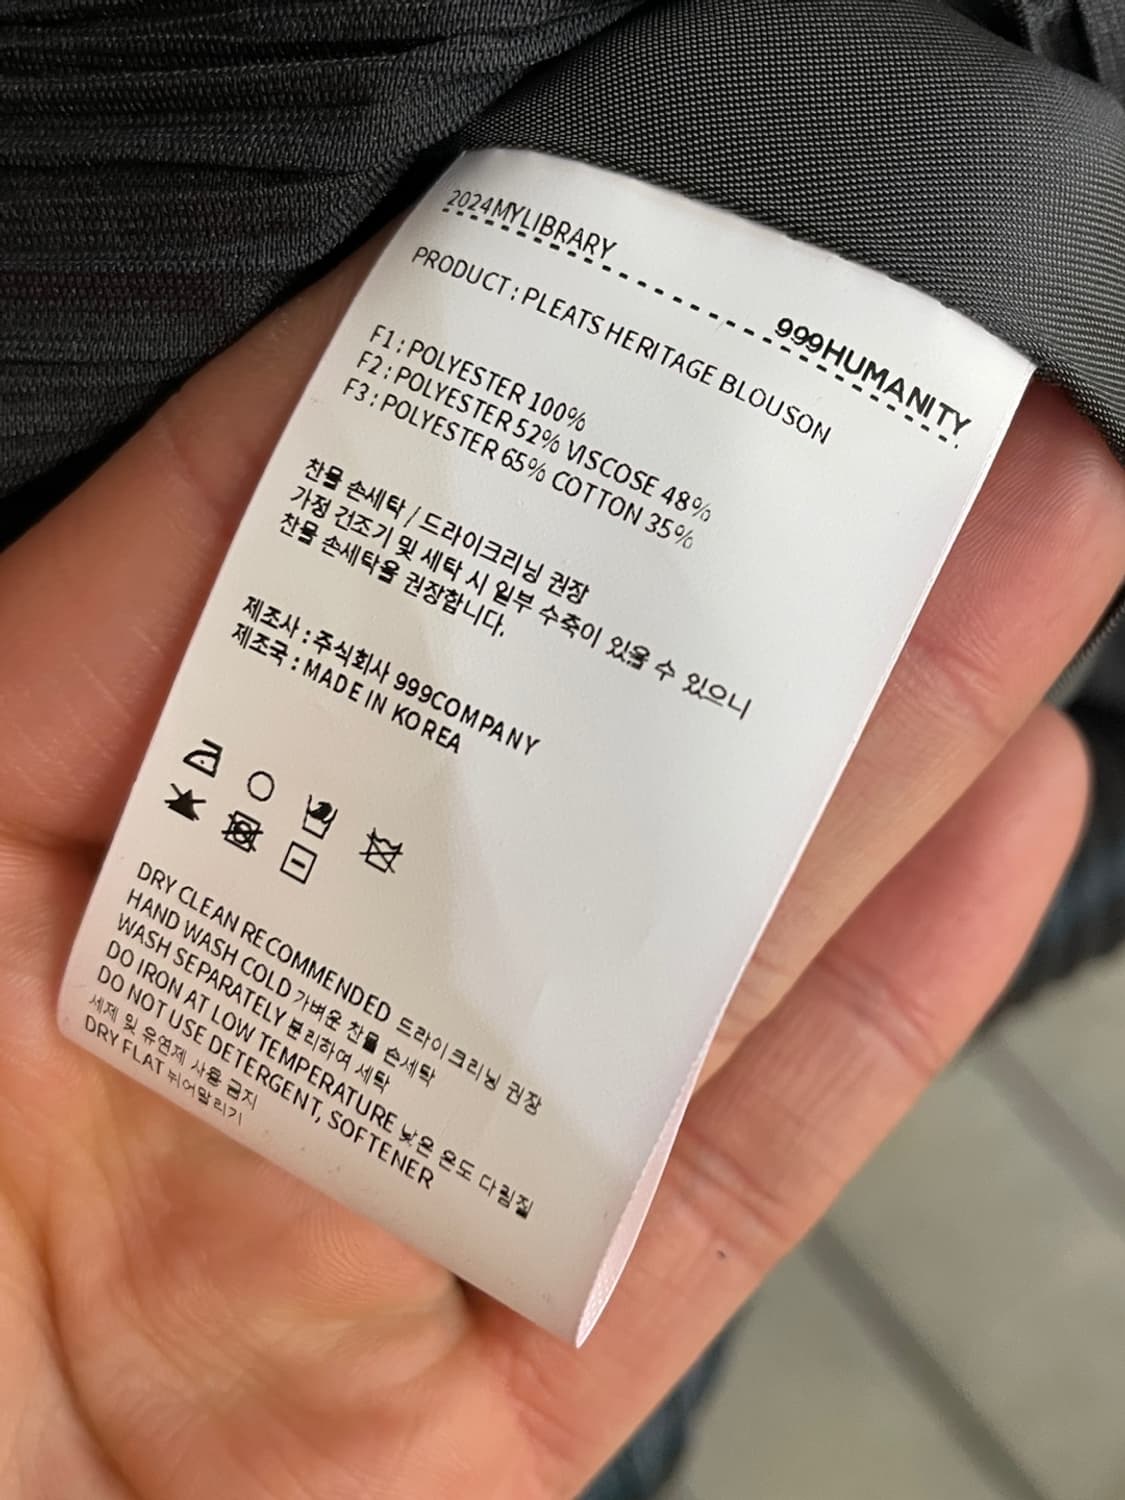 2024MYLIBRARY
999HUMANITY
PRODUCT : PLEATS HERITAGE BLOUSON
F1 : POLYESTER 100%
F2 : POLYESTER 52% VISCOSE 48%
F3 : POLYESTER 65% COTTON 35%
찬물 손세탁 / 드라이크리닝 권장
가정 건조기 및 세탁 시 일부 수축이 있을 수 있으니
찬물 손세탁을 권장합니다.
제조사 : 주식회사 999COMPANY
제조국 : MADE IN KOREA
DRY CLEAN RECOMMENDED 드라이크리닝 권장
HAND WASH COLD 가벼운 찬물 손세탁
WASH SEPARATELY 분리하여 세탁
DO IRON AT LOW TEMPERATURE 낮은 온도 다림질
DO NOT USE DETERGENT, SOFTENER
세제 및 유연제 사용 금지
DRY FLAT 뉘어말리기